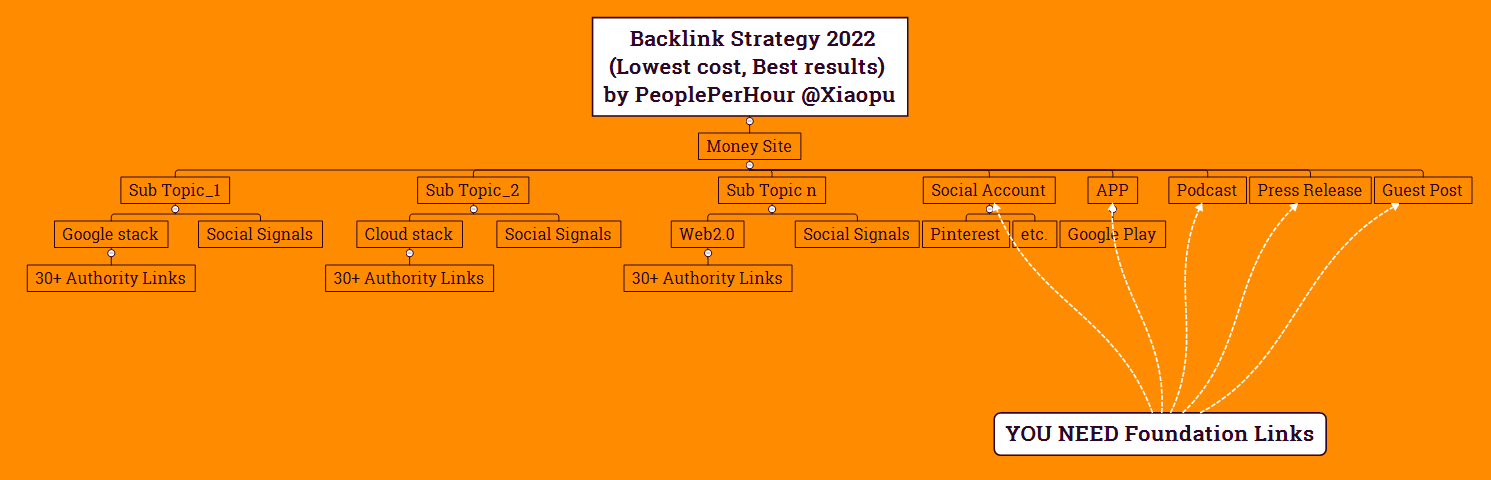 Backlink Strategy 2022
(Lowest cost, Best results)
by PeoplePerHour @Xiaopu
Money Site
Sub Topic_1
Sub Topic_2
Sub Topic n
Social Account
APP
Podcast
Press Release
Guest Post
Google stack
Social Signals
Cloud stack
Social Signals
Web2.0
Social Signals
Pinterest
etc.
Google Play
30+ Authority Links
30+ Authority Links
30+ Authority Links
YOU NEED Foundation Links